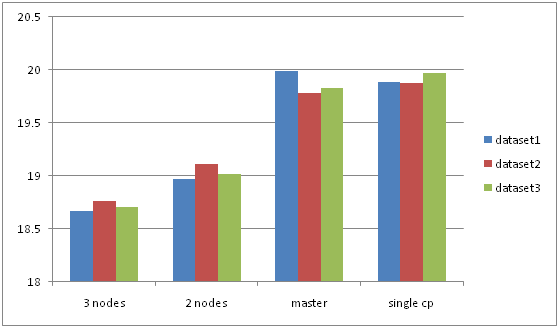 20.5
20
19.5
19
18.5
18
3 nodes
2 nodes
master
single cp
dataset1
dataset2
dataset3